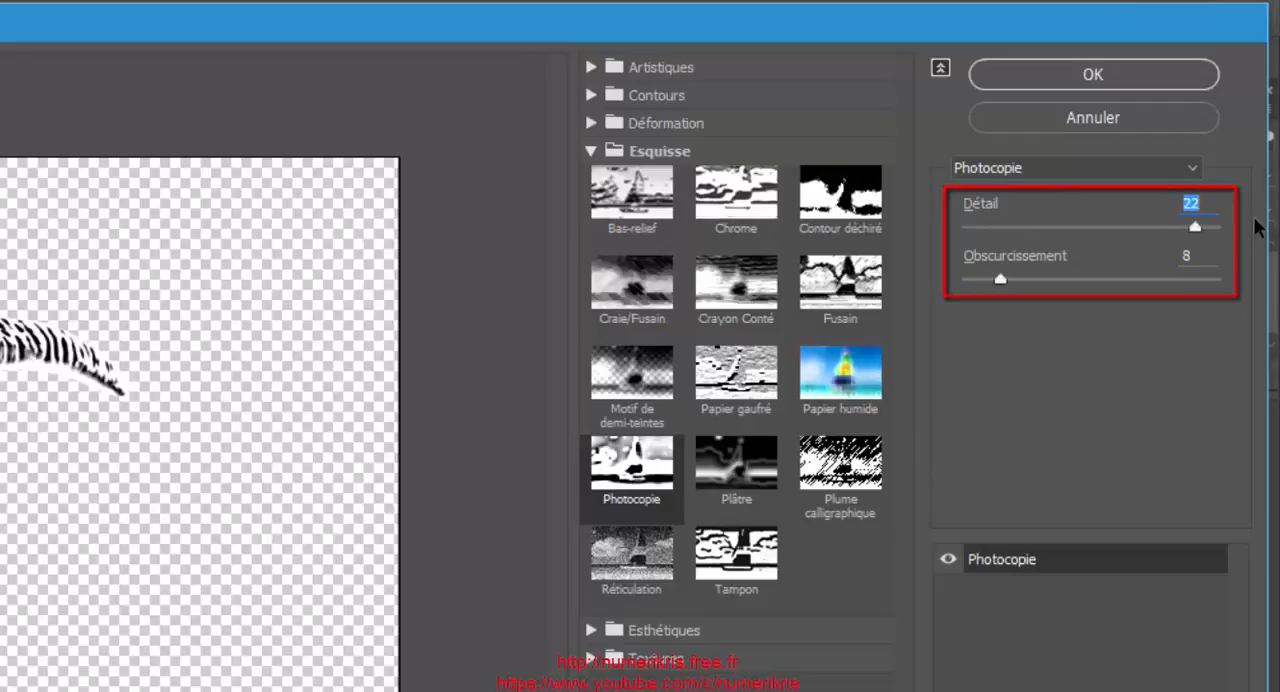 Artistiques
Contours
Déformation
Esquisse
Bas-relief
Chrome
Contour déchiré
Craie/Fusain
Crayon Conté
Fusain
Motif de
demi-teintes
Papier gaufré
Papier humide
Photocopie
Plâtre
Plume
calligraphique
Réticulation
Tampon
Esthétiques
Textures
http://numerikris.free.fr
https://www.youtube.com/c/numerikris
OK
Annuler
Photocopie
Détail 22
Obscurcissement 8
Photocopie